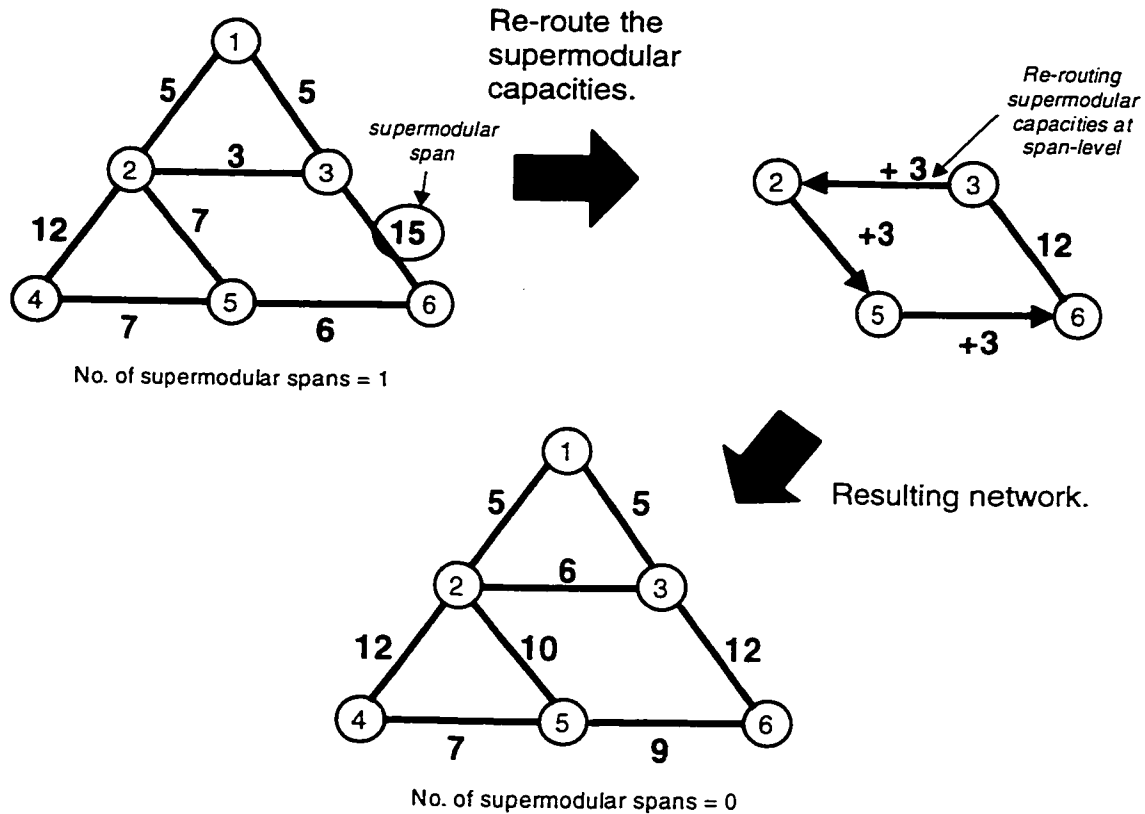 1
5 5
2 3 3
12 7 15
4 5 6
7 6
supermodular
span
No. of supermodular spans = 1
Re-route the
supermodular
capacities.
Re-routing
supermodular
capacities at
span-level
2 + 3 3
+3 12
5 6
+3
Resulting network.
1
5 5
2 6 3
12 10 12
4 5 6
7 9
No. of supermodular spans = 0